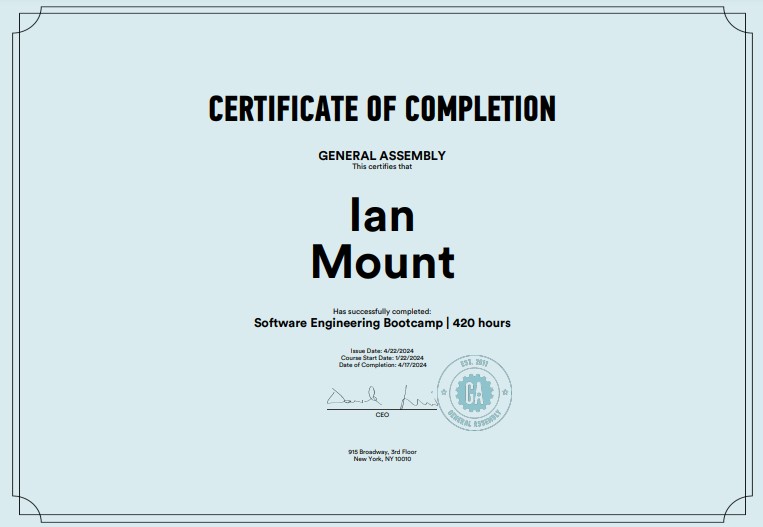 CERTIFICATE OF COMPLETION
GENERAL ASSEMBLY
This certifies that
Ian
Mount
Has successfully completed:
Software Engineering Bootcamp | 420 hours
Issue Date: 4/22/2024
Course Start Date: 1/22/2024
Date of Completion: 4/17/2024
EST. 2011
GA
GENERAL ASSEMBLY
CEO
915 Broadway, 3rd Floor
New York, NY 10010